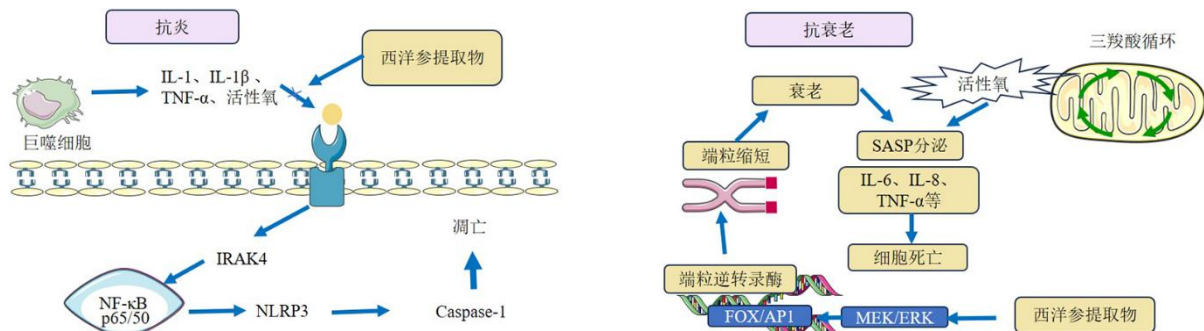 抗炎
西洋参提取物
IL-1、IL-1β、
TNF-α、活性氧
巨噬细胞
IRAK4
NF-κB
p65/50
NLRP3
Caspase-1
凋亡
抗衰老
三羧酸循环
活性氧
衰老
SASP分泌
端粒缩短
IL-6、IL-8、
TNF-α等
细胞死亡
端粒逆转录酶
FOX/AP1
MEK/ERK
西洋参提取物